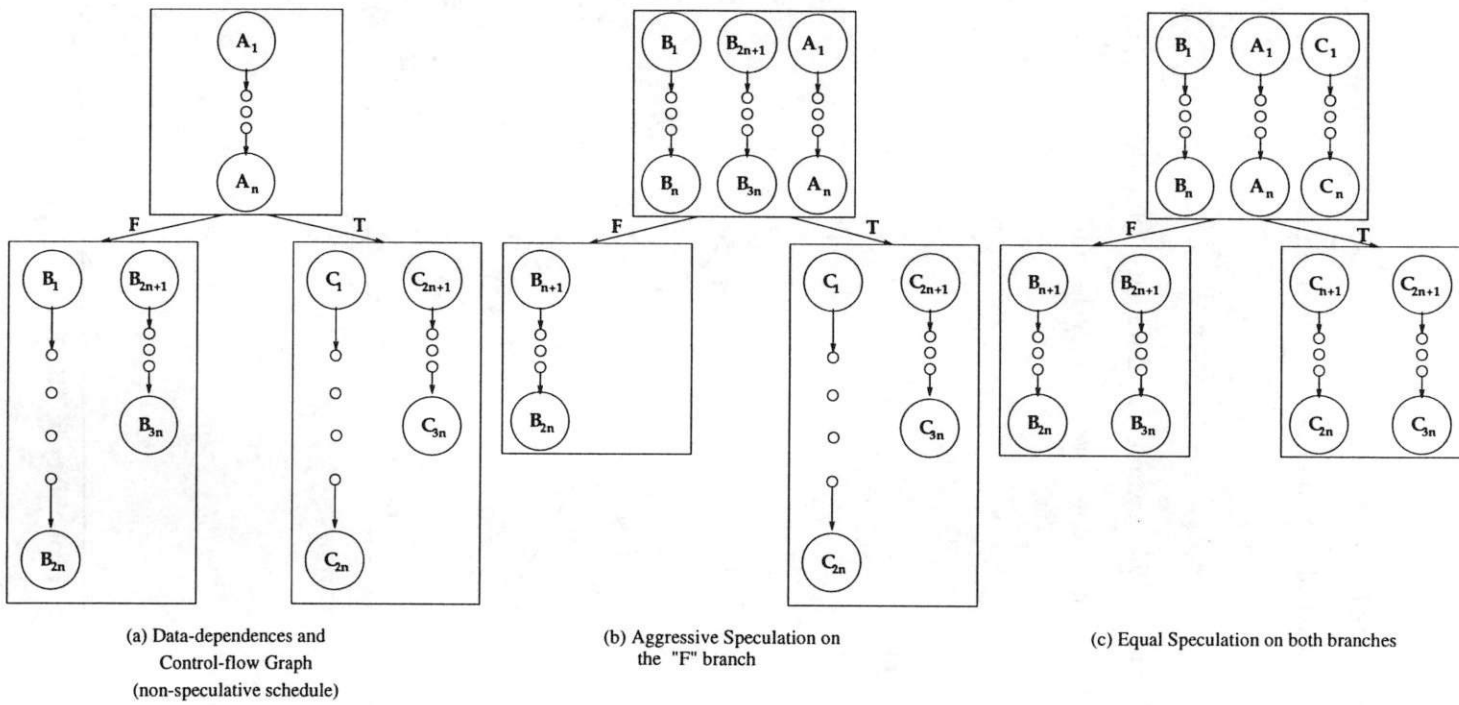 A1
An
F
T
B1
B2n+1
B3n
B2n
C1
C2n+1
C3n
C2n
(a) Data-dependences and
Control-flow Graph
(non-speculative schedule)
B1
B2n+1
A1
Bn
B3n
An
F
T
Bn+1
B2n
C1
C2n+1
C3n
C2n
(b) Aggressive Speculation on
the "F" branch
B1
A1
C1
Bn
An
Cn
F
T
Bn+1
B2n+1
B2n
B3n
Cn+1
C2n+1
C2n
C3n
(c) Equal Speculation on both branches